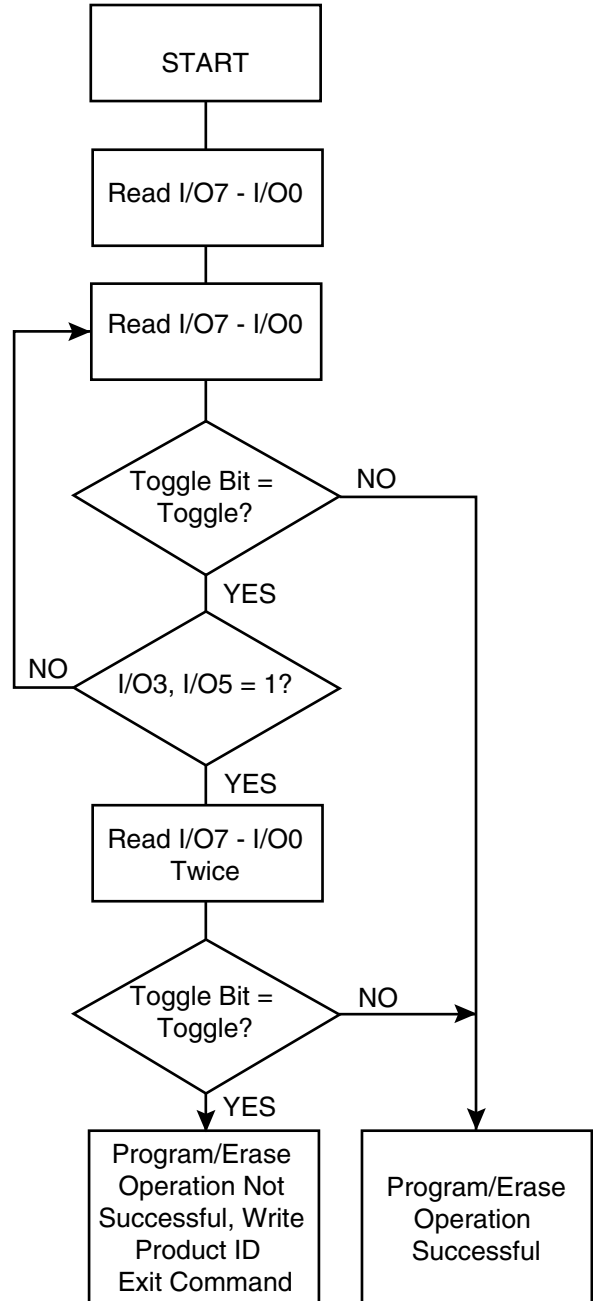 START
Read I/O7 - I/O0
Read I/O7 - I/O0
Toggle Bit =
Toggle?
NO
YES
NO
I/O3, I/O5 = 1?
YES
Read I/O7 - I/O0
Twice
Toggle Bit =
Toggle?
NO
YES
Program/Erase
Operation Not
Successful, Write
Product ID
Exit Command
Program/Erase
Operation
Successful